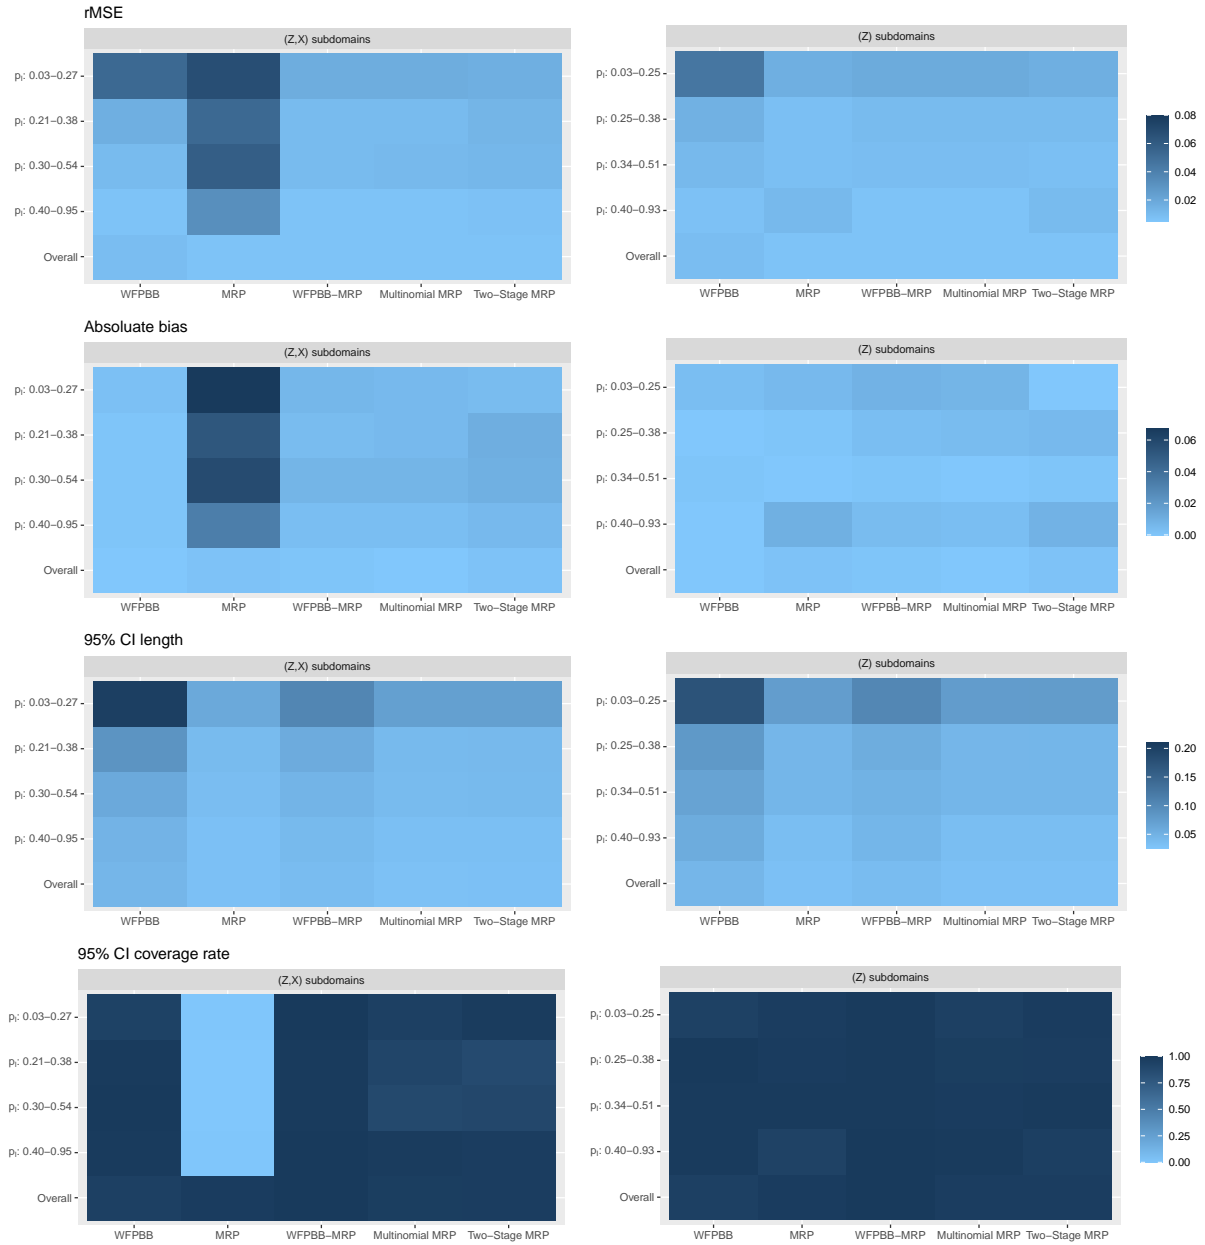 rMSE
(Z,X) subdomains
pI: 0.03−0.27
pI: 0.21−0.38
pI: 0.30−0.54
pI: 0.40−0.95
Overall
WFPBB MRP WFPBB−MRP Multinomial MRP Two−Stage MRP
(Z) subdomains
pI: 0.03−0.25
pI: 0.25−0.38
pI: 0.34−0.51
pI: 0.40−0.93
Overall
WFPBB MRP WFPBB−MRP Multinomial MRP Two−Stage MRP
0.08
0.06
0.04
0.02
Absoluate bias
(Z,X) subdomains
pI: 0.03−0.27
pI: 0.21−0.38
pI: 0.30−0.54
pI: 0.40−0.95
Overall
WFPBB MRP WFPBB−MRP Multinomial MRP Two−Stage MRP
(Z) subdomains
pI: 0.03−0.25
pI: 0.25−0.38
pI: 0.34−0.51
pI: 0.40−0.93
Overall
WFPBB MRP WFPBB−MRP Multinomial MRP Two−Stage MRP
0.06
0.04
0.02
0.00
95% CI length
(Z,X) subdomains
pI: 0.03−0.27
pI: 0.21−0.38
pI: 0.30−0.54
pI: 0.40−0.95
Overall
WFPBB MRP WFPBB−MRP Multinomial MRP Two−Stage MRP
(Z) subdomains
pI: 0.03−0.25
pI: 0.25−0.38
pI: 0.34−0.51
pI: 0.40−0.93
Overall
WFPBB MRP WFPBB−MRP Multinomial MRP Two−Stage MRP
0.20
0.15
0.10
0.05
95% CI coverage rate
(Z,X) subdomains
pI: 0.03−0.27
pI: 0.21−0.38
pI: 0.30−0.54
pI: 0.40−0.95
Overall
WFPBB MRP WFPBB−MRP Multinomial MRP Two−Stage MRP
(Z) subdomains
pI: 0.03−0.25
pI: 0.25−0.38
pI: 0.34−0.51
pI: 0.40−0.93
Overall
WFPBB MRP WFPBB−MRP Multinomial MRP Two−Stage MRP
1.00
0.75
0.50
0.25
0.00